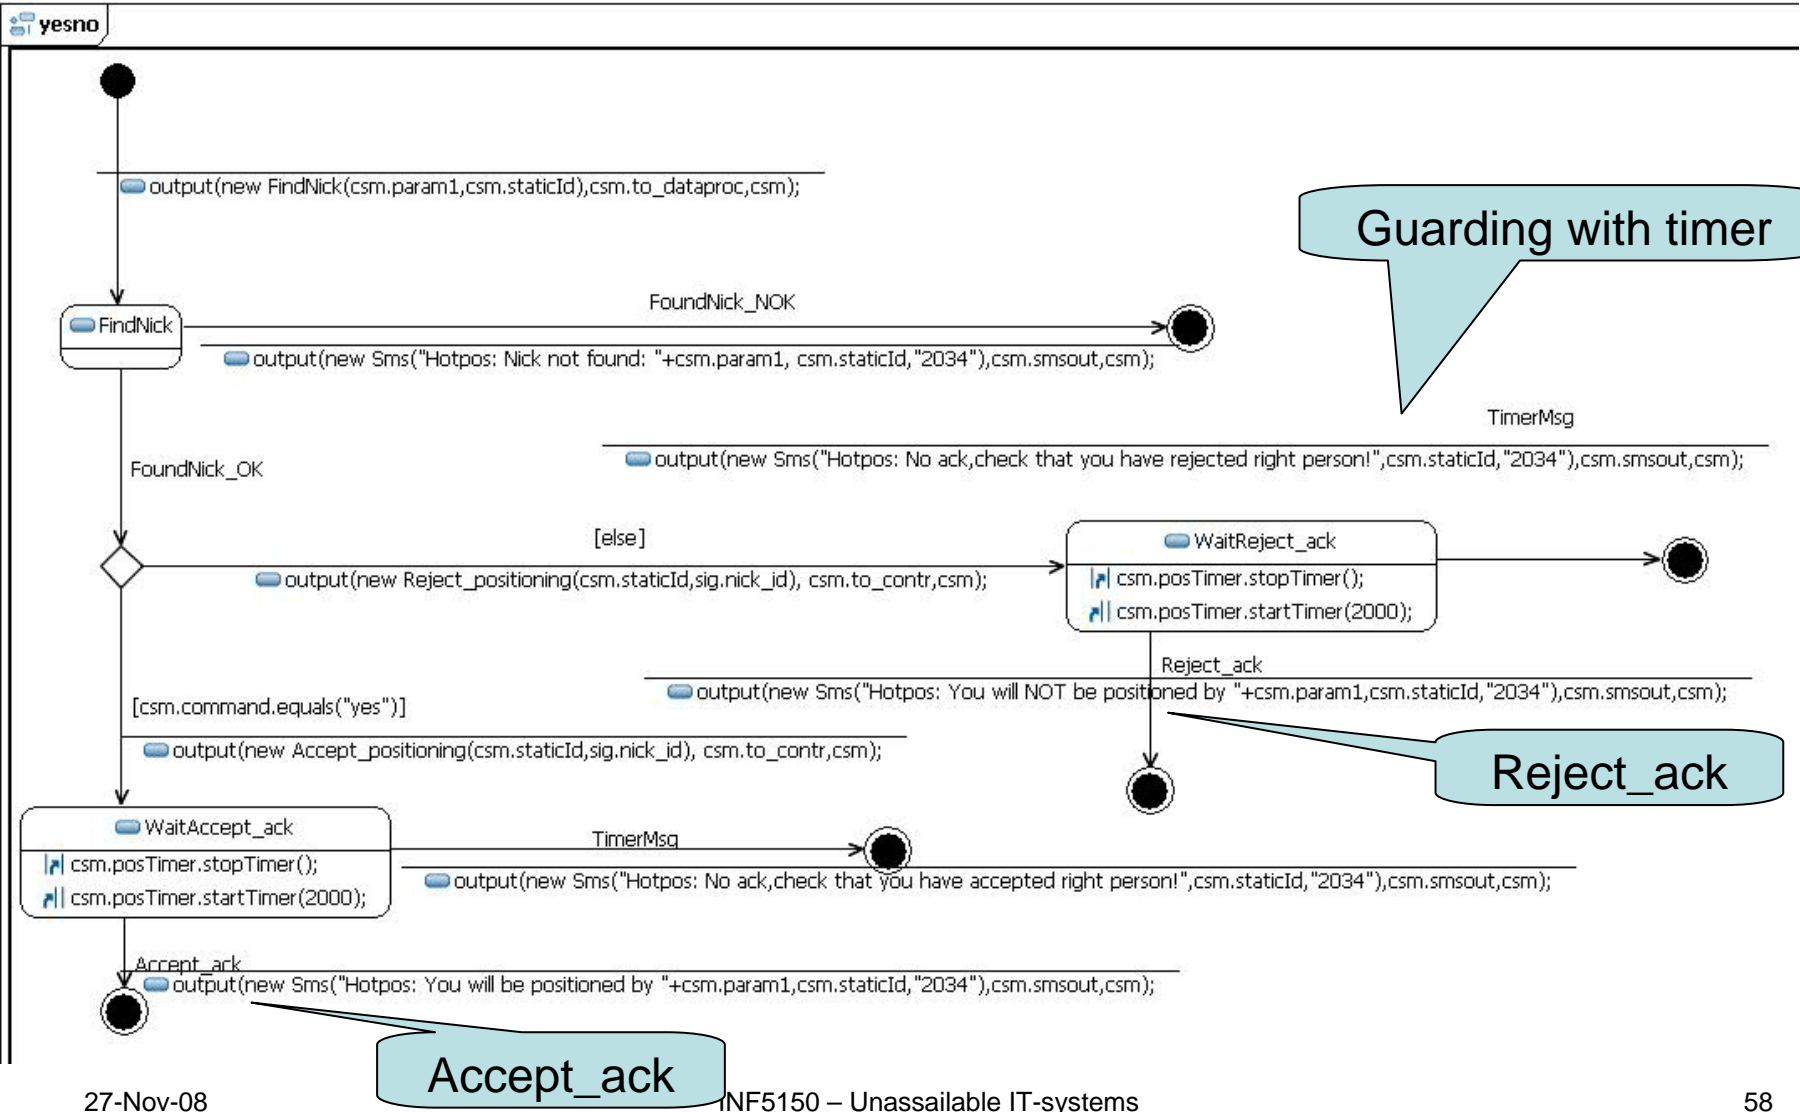 yesno
output(new FindNick(csm.param1,csm.staticId),csm.to_dataproc,csm);
Guarding with timer
FoundNick_NOK
FindNick
output(new Sms("Hotpos: Nick not found: "+csm.param1, csm.staticId,"2034"),csm.smsout,csm);
TimerMsg
output(new Sms("Hotpos: No ack,check that you have rejected right person!",csm.staticId,"2034"),csm.smsout,csm);
FoundNick_OK
[else]
output(new Reject_positioning(csm.staticId,sig.nick_id), csm.to_contr,csm);
WaitReject_ack
csm.posTimer.stopTimer();
csm.posTimer.startTimer(2000);
Reject_ack
output(new Sms("Hotpos: You will NOT be positioned by "+csm.param1,csm.staticId,"2034"),csm.smsout,csm);
[csm.command.equals("yes")]
output(new Accept_positioning(csm.staticId,sig.nick_id), csm.to_contr,csm);
Reject_ack
WaitAccept_ack
csm.posTimer.stopTimer();
csm.posTimer.startTimer(2000);
TimerMsg
output(new Sms("Hotpos: No ack,check that you have accepted right person!",csm.staticId,"2034"),csm.smsout,csm);
Accept_ack
output(new Sms("Hotpos: You will be positioned by "+csm.param1,csm.staticId,"2034"),csm.smsout,csm);
Accept_ack
27-Nov-08
INF5150 – Unassailable IT-systems
58